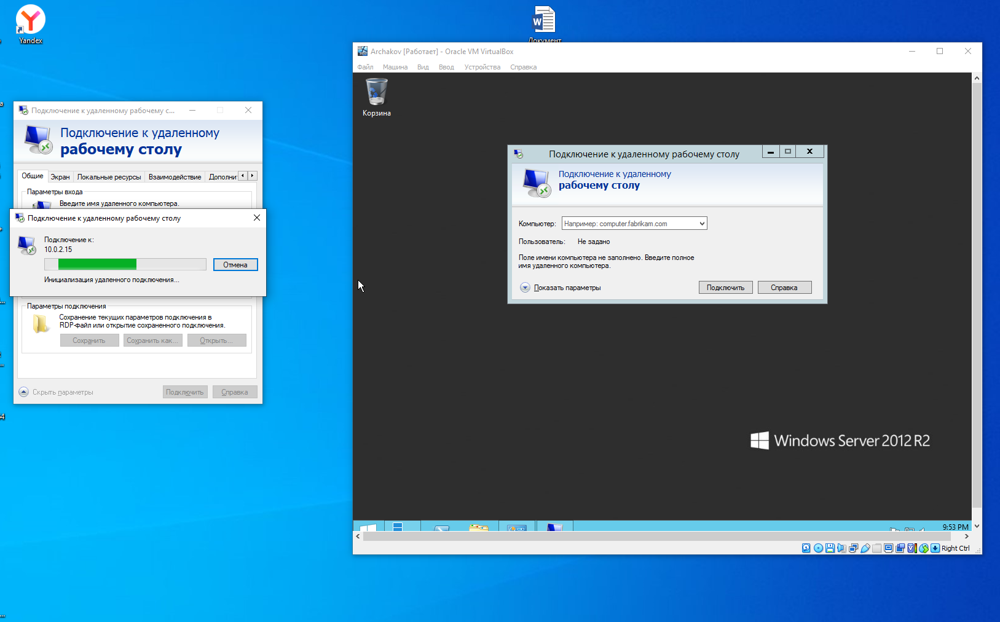 Yandex
Документ
Archakov [Работает] - Oracle VM VirtualBox
Файл Машина Вид Ввод Устройства Справка
Корзина
Подключение к удаленному рабочему с...
Подключение к удаленному
рабочему столу
Общие Экран Локальные ресурсы Взаимодействие Дополни
Параметры входа
Введите имя удаленного компьютера.
Подключение к удаленному рабочему столу
Подключение к:
10.0.2.15
Отмена
Инициализация удаленного подключения...
Параметры подключения
Сохранение текущих параметров подключения в
RDP-файл или открытие сохраненного подключения.
Сохранить Сохранить как... Открыть...
Скрыть параметры Подключить Справка
Подключение к удаленному рабочему столу
Подключение к удаленному
рабочему столу
Компьютер: Например: computer.fabrikam.com
Пользователь: Не задано
Поле имени компьютера не заполнено. Введите полное
имя удаленного компьютера.
Показать параметры Подключить Справка
Windows Server 2012 R2
9:53 PM
Right Ctrl